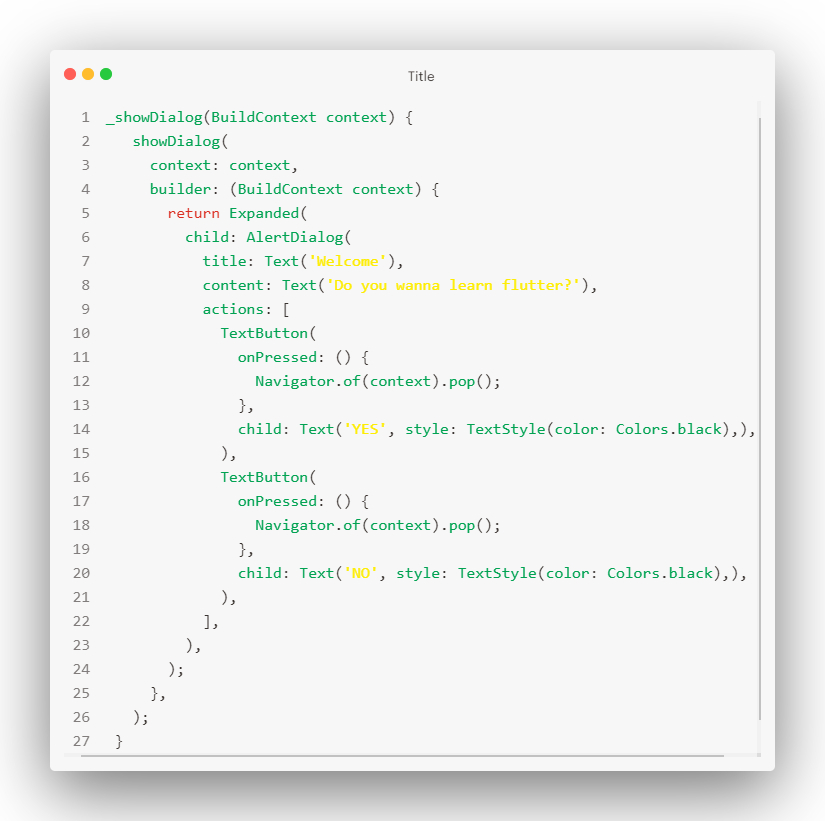 Title
1 _showDialog(BuildContext context) {
2 showDialog(
3 context: context,
4 builder: (BuildContext context) {
5 return Expanded(
6 child: AlertDialog(
7 title: Text('Welcome'),
8 content: Text('Do you wanna learn flutter?'),
9 actions: [
10 TextButton(
11 onPressed: () {
12 Navigator.of(context).pop();
13 },
14 child: Text('YES', style: TextStyle(color: Colors.black),),
15 ),
16 TextButton(
17 onPressed: () {
18 Navigator.of(context).pop();
19 },
20 child: Text('NO', style: TextStyle(color: Colors.black),),
21 ),
22 ],
23 ),
24 );
25 },
26 );
27 }